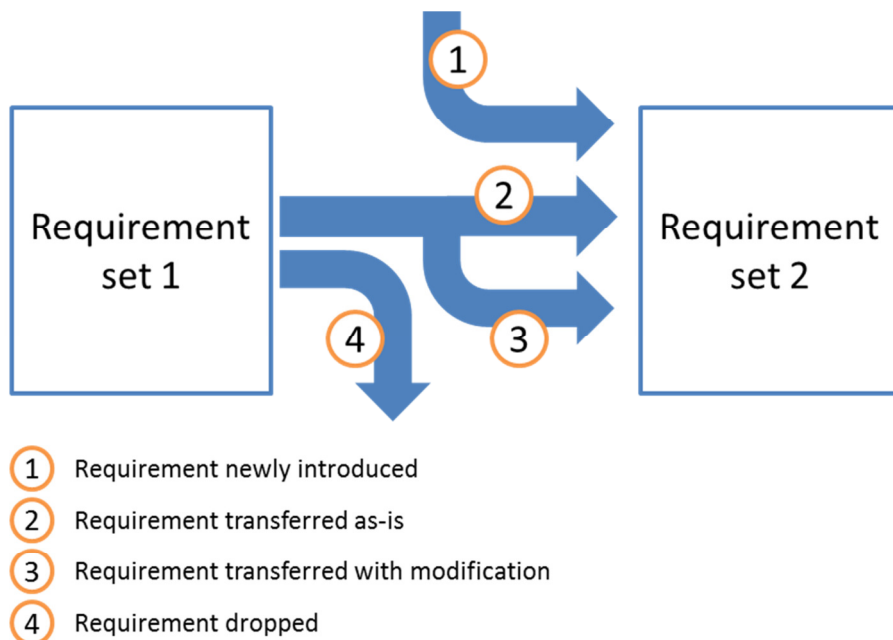 1
Requirement
set 1
2
Requirement
set 2
4
3
1 Requirement newly introduced
2 Requirement transferred as-is
3 Requirement transferred with modification
4 Requirement dropped